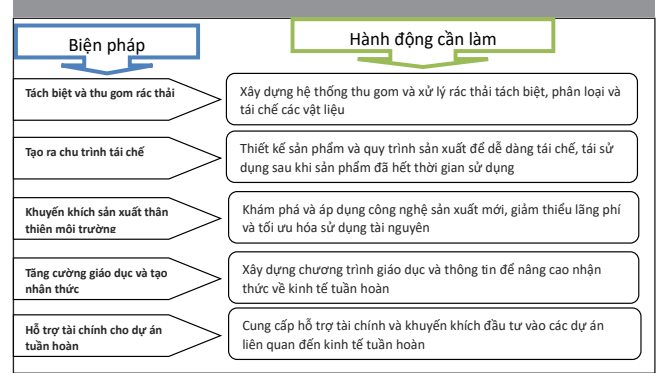 Biện pháp
Hành động cần làm
Tách biệt và thu gom rác thải
Xây dựng hệ thống thu gom và xử lý rác thải tách biệt, phân loại và
tái chế các vật liệu
Tạo ra chu trình tái chế
Thiết kế sản phẩm và quy trình sản xuất để dễ dàng tái chế, tái sử
dụng sau khi sản phẩm đã hết thời gian sử dụng
Khuyến khích sản xuất thân
thiện môi trường
Khám phá và áp dụng công nghệ sản xuất mới, giảm thiểu lãng phí
và tối ưu hóa sử dụng tài nguyên
Tăng cường giáo dục và tạo
nhận thức
Xây dựng chương trình giáo dục và thông tin để nâng cao nhận
thức về kinh tế tuần hoàn
Hỗ trợ tài chính cho dự án
tuần hoàn
Cung cấp hỗ trợ tài chính và khuyến khích đầu tư vào các dự án
liên quan đến kinh tế tuần hoàn